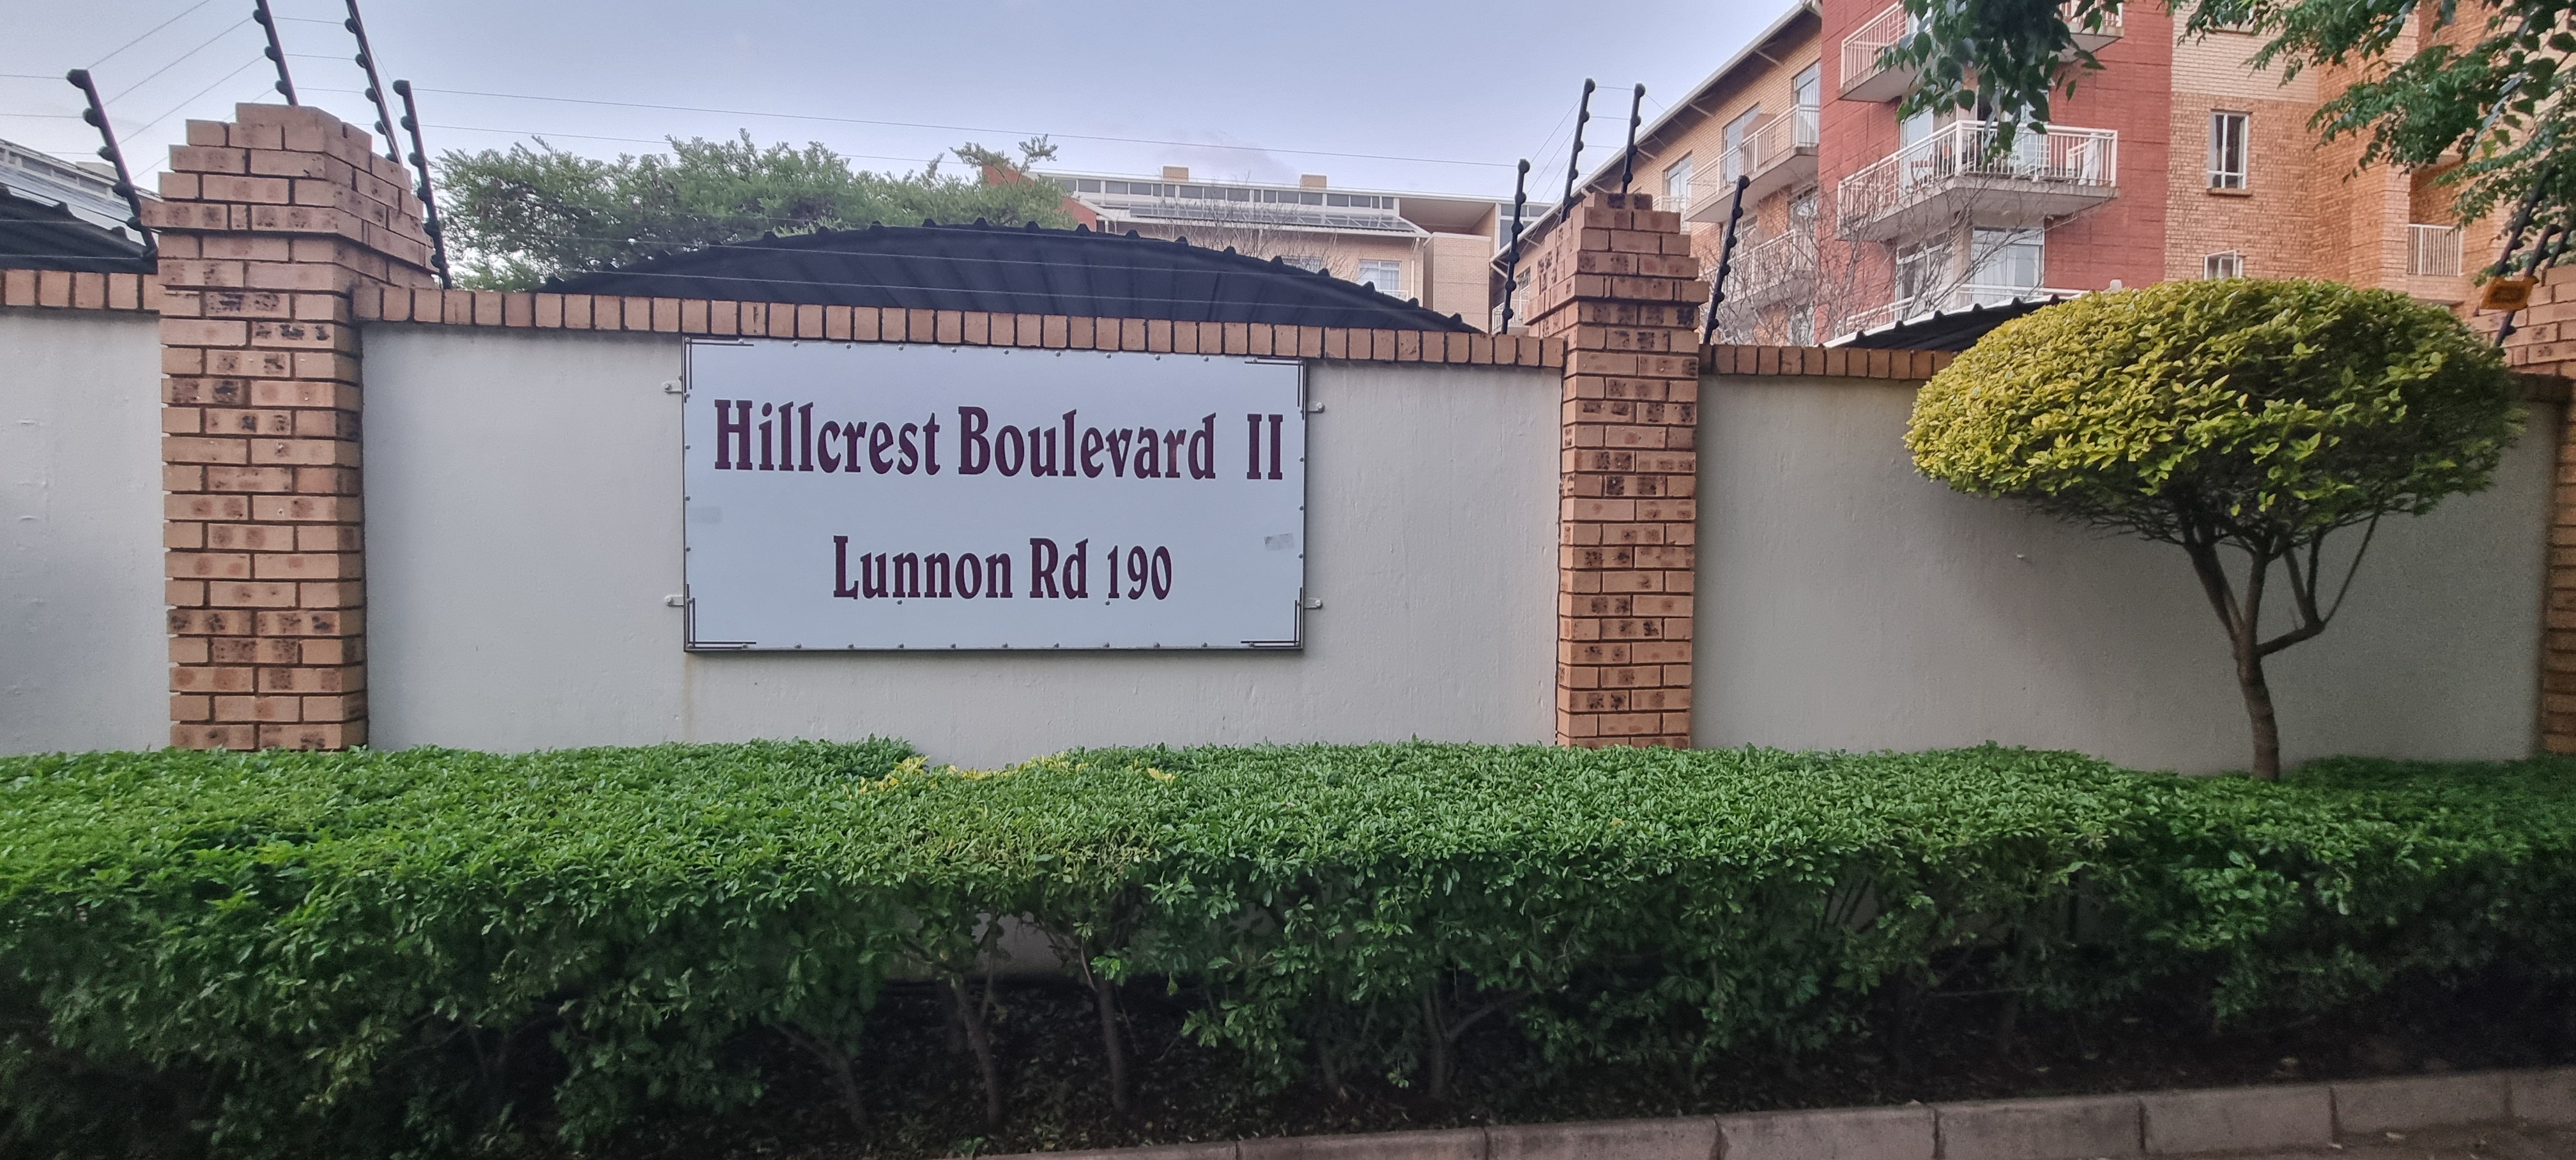 Hillcrest Boulevard II
Lunnon Rd 190